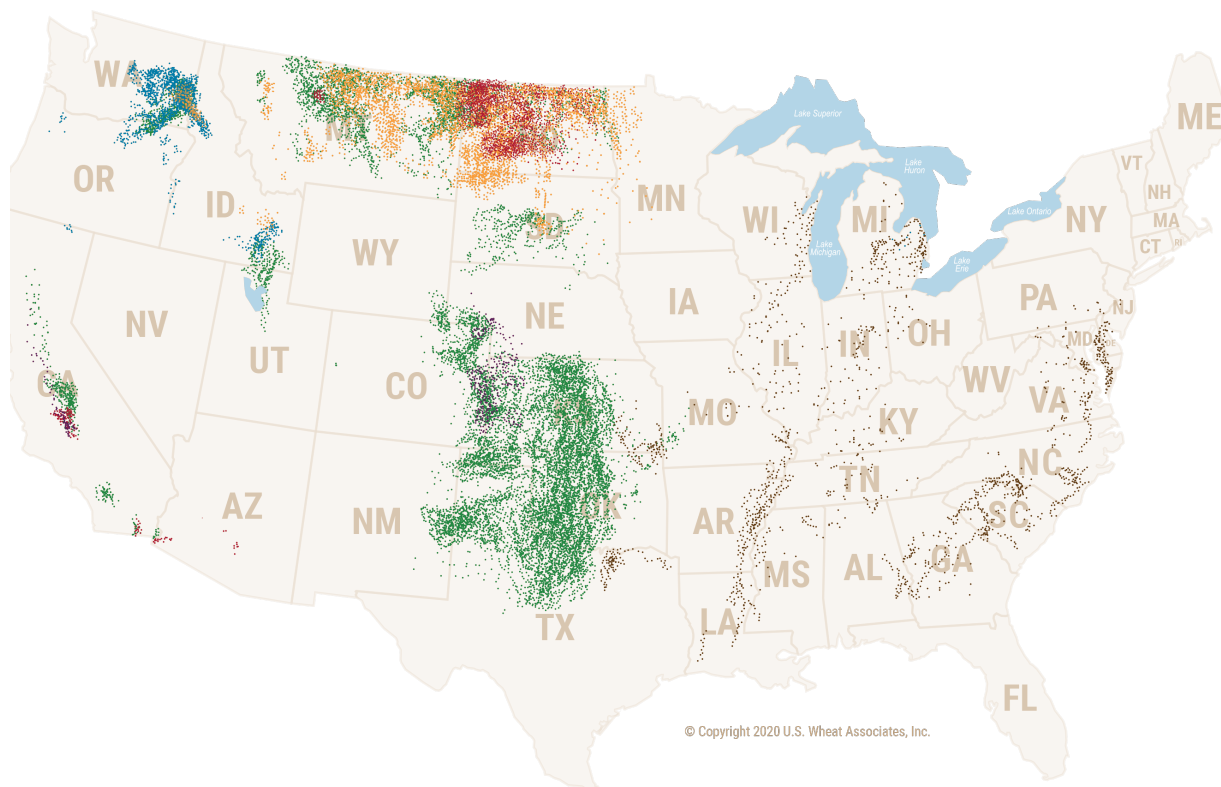 WA
ME
Lake Superior
VT
OR
MN
Lake
Huron
NH
ID
WI
MI
Lake Ontario
NY
MA
SD
CT
RI
WY
Lake
Michigan
Lake
Erie
IA
PA
NE
NJ
NV
OH
MD
DE
IN
IL
UT
CO
WV
CA
VA
MO
KY
NC
TN
AZ
NM
OK
AR
SC
MS
AL
GA
LA
TX
FL
© Copyright 2020 U.S. Wheat Associates, Inc.